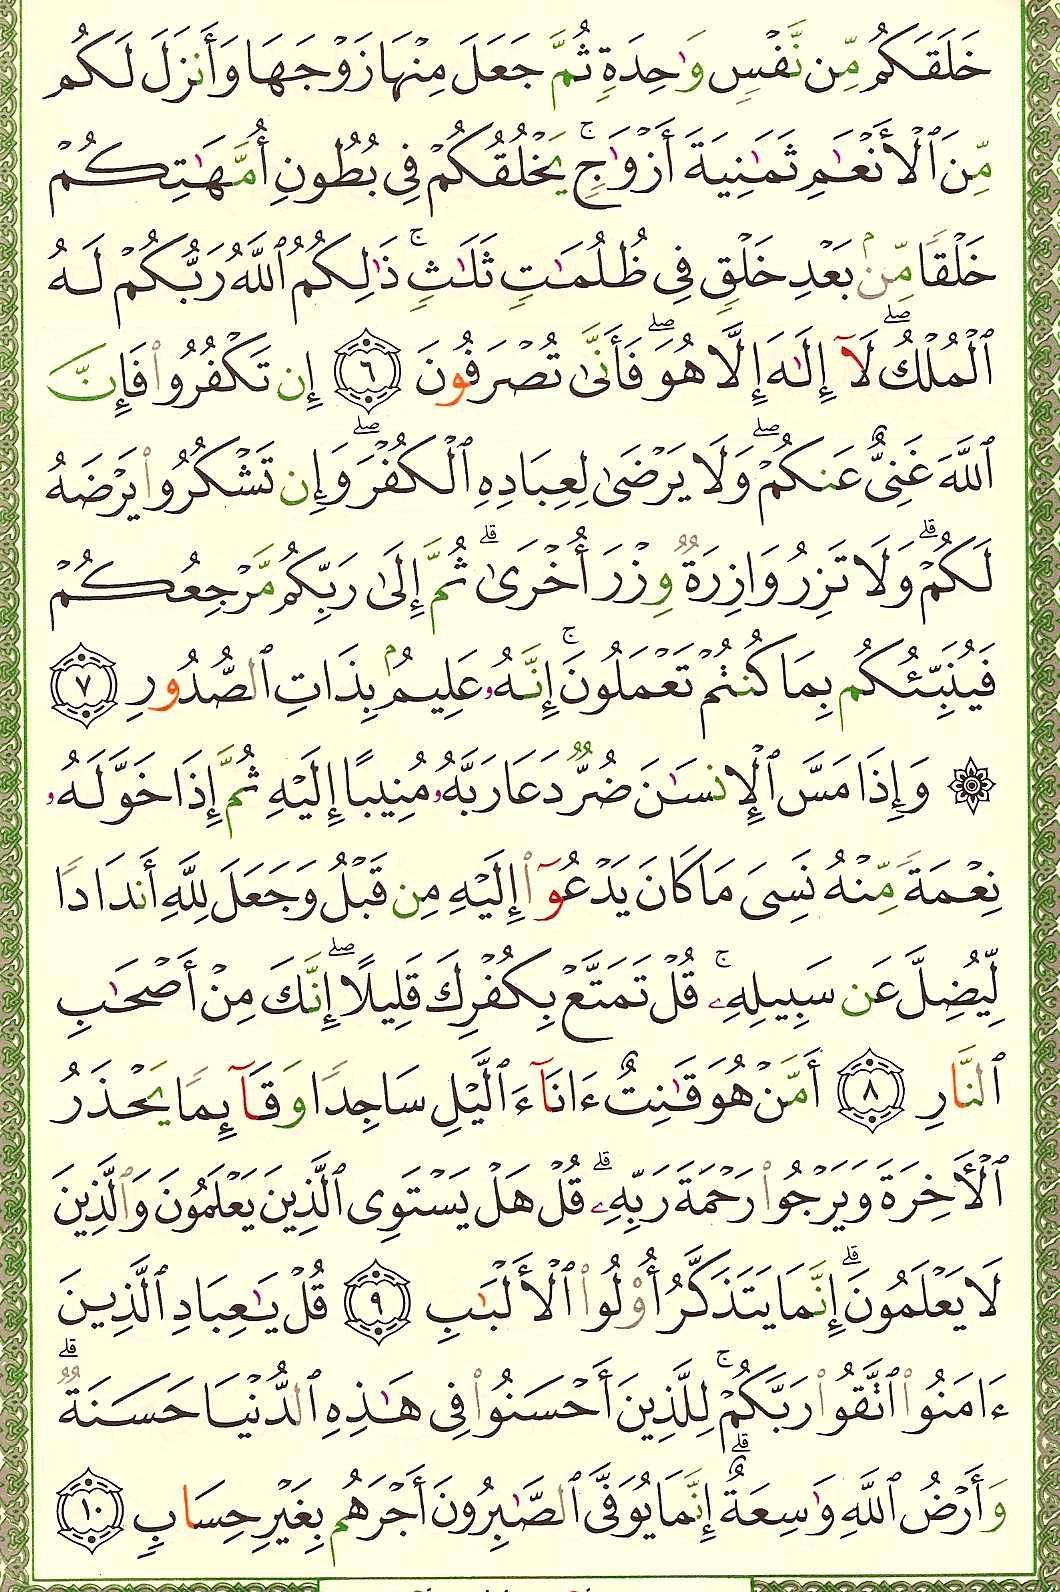 خَلَقَكُم مِّن نَّفْسٍ وَٰحِدَةٍ ثُمَّ جَعَلَ مِنْهَا زَوْجَهَا وَأَنزَلَ لَكُم
مِّنَ ٱلْأَنْعَـٰمِ ثَمَـٰنِيَةَ أَزْوَٰجٍ ۚ يَخْلُقُكُمْ فِى بُطُونِ أُمَّهَـٰتِكُمْ
خَلْقًا مِّنۢ بَعْدِ خَلْقٍ فِى ظُلُمَـٰتٍ ثَلَـٰثٍ ۚ ذَٰلِكُمُ ٱللَّهُ رَبُّكُمْ لَهُ
ٱلْمُلْكُ ۖ لَآ إِلَـٰهَ إِلَّا هُوَ ۖ فَأَنَّىٰ تُصْرَفُونَ ٦ إِن تَكْفُرُوا۟ فَإِنَّ
ٱللَّهَ غَنِىٌّ عَنكُمْ ۖ وَلَا يَرْضَىٰ لِعِبَادِهِ ٱلْكُفْرَ ۖ وَإِن تَشْكُرُوا۟ يَرْضَهُ
لَكُمْ ۗ وَلَا تَزِرُ وَازِرَةٌ وِزْرَ أُخْرَىٰ ۗ ثُمَّ إِلَىٰ رَبِّكُم مَّرْجِعُكُمْ
فَيُنَبِّئُكُم بِمَا كُنتُمْ تَعْمَلُونَ ۚ إِنَّهُۥ عَلِيمٌۢ بِذَاتِ ٱلصُّدُورِ ٧
۞ وَإِذَا مَسَّ ٱلْإِنسَـٰنَ ضُرٌّ دَعَا رَبَّهُۥ مُنِيبًا إِلَيْهِ ثُمَّ إِذَا خَوَّلَهُۥ
نِعْمَةً مِّنْهُ نَسِىَ مَا كَانَ يَدْعُوٓا۟ إِلَيْهِ مِن قَبْلُ وَجَعَلَ لِلَّهِ أَندَادًا
لِّيُضِلَّ عَن سَبِيلِهِۦ ۚ قُلْ تَمَتَّعْ بِكُفْرِكَ قَلِيلًا ۖ إِنَّكَ مِنْ أَصْحَـٰبِ
ٱلنَّارِ ٨ أَمَّنْ هُوَ قَـٰنِتٌ ءَانَآءَ ٱلَّيْلِ سَاجِدًا وَقَآئِمًا يَحْذَرُ
ٱلْـَٔاخِرَةَ وَيَرْجُوا۟ رَحْمَةَ رَبِّهِۦ ۗ قُلْ هَلْ يَسْتَوِى ٱلَّذِينَ يَعْلَمُونَ وَٱلَّذِينَ
لَا يَعْلَمُونَ ۗ إِنَّمَا يَتَذَكَّرُ أُو۟لُوا۟ ٱلْأَلْبَـٰبِ ٩ قُلْ يَـٰعِبَادِ ٱلَّذِينَ
ءَامَنُوا۟ ٱتَّقُوا۟ رَبَّكُمْ ۚ لِلَّذِينَ أَحْسَنُوا۟ فِى هَـٰذِهِ ٱلدُّنْيَا حَسَنَةٌ ۗ
وَأَرْضُ ٱللَّهِ وَٰسِعَةٌ ۗ إِنَّمَا يُوَفَّى ٱلصَّـٰبِرُونَ أَجْرَهُم بِغَيْرِ حِسَابٍ ١٠